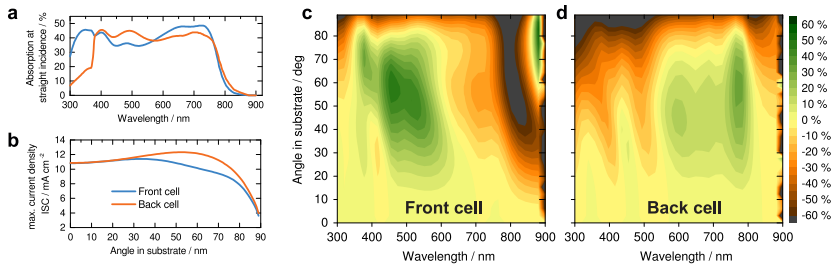 a
Absorption at
straight incidence / %
50
40
30
20
10
0
300 400 500 600 700 800 900
Wavelength / nm
b
max. current density
ISC / mA cm⁻²
14
12
10
8
6
4
2
Front cell
Back cell
0 10 20 30 40 50 60 70 80 90
Angle in substrate / nm
c
Angle in substrate / deg
80
70
60
50
40
30
20
10
0
Front cell
300 400 500 600 700 800 900
Wavelength / nm
d
Back cell
300 400 500 600 700 800 900
Wavelength / nm
60 %
50 %
40 %
30 %
20 %
10 %
0 %
-10 %
-20 %
-30 %
-40 %
-50 %
-60 %